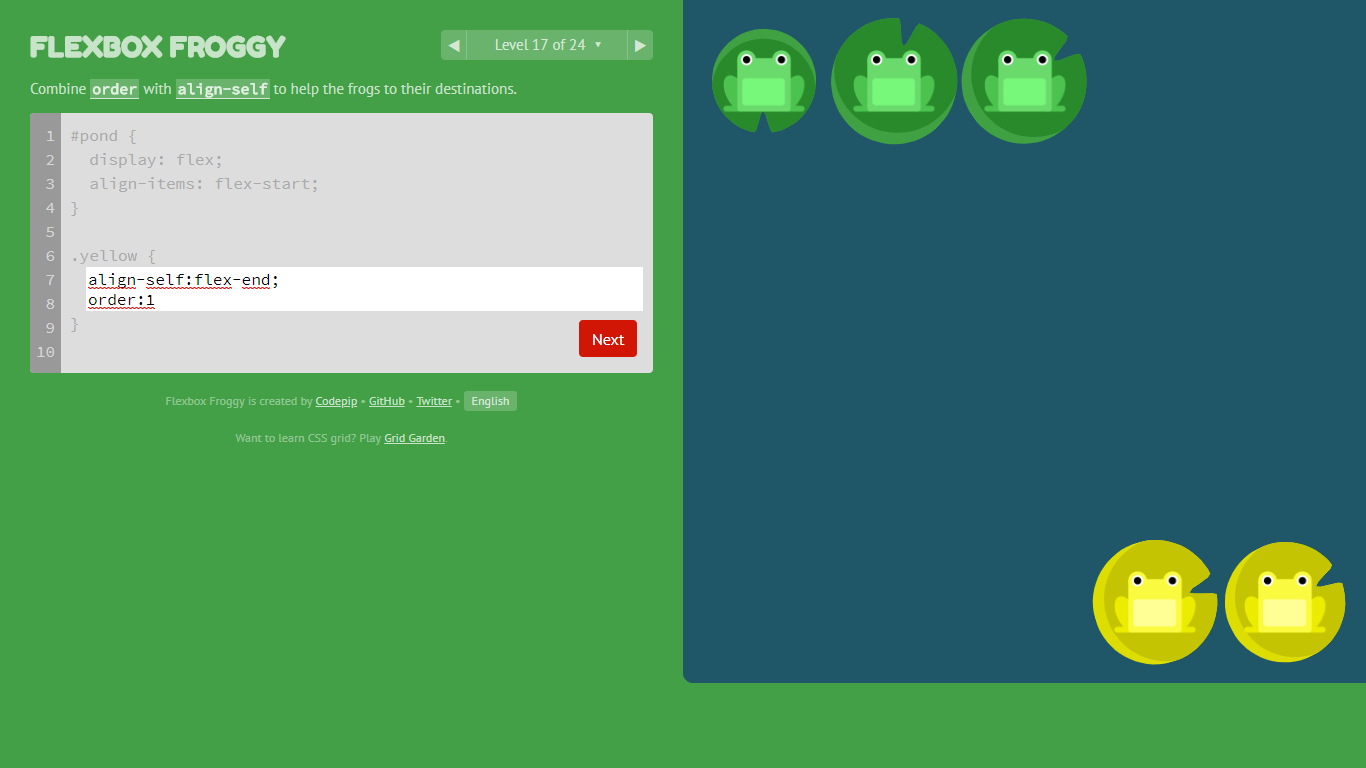 FLEXBOX FROGGY
◀ Level 17 of 24 ▼ ▶
Combine order with align-self to help the frogs to their destinations.
1 #pond {
2 display: flex;
3 align-items: flex-start;
4 }
5
6 .yellow {
7 align-self:flex-end;
8 order:1
9 }
10
Next
Flexbox Froggy is created by Codepip • GitHub • Twitter • English
Want to learn CSS grid? Play Grid Garden.